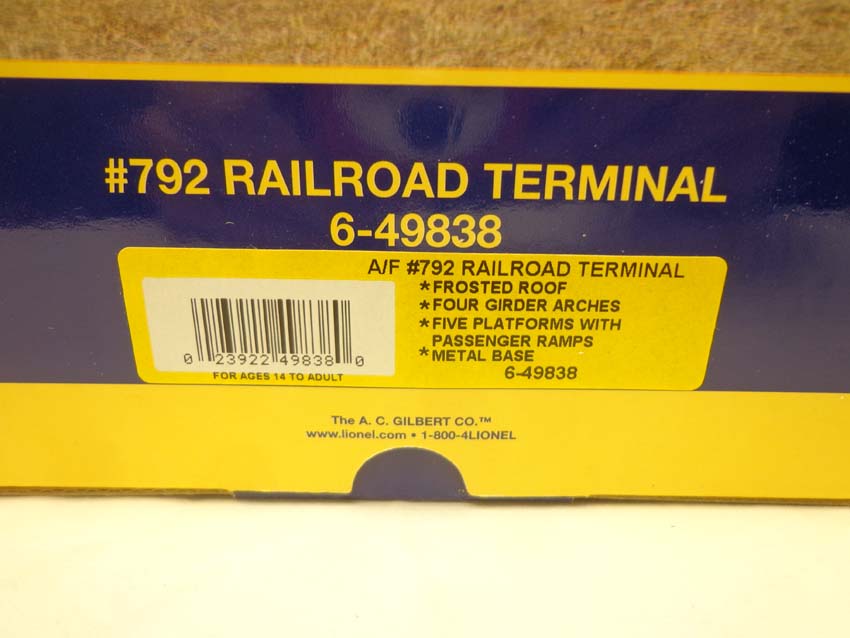 #792 RAILROAD TERMINAL
6-49838
A/F #792 RAILROAD TERMINAL
*FROSTED ROOF
*FOUR GIRDER ARCHES
*FIVE PLATFORMS WITH
PASSENGER RAMPS
*METAL BASE
6-49838
0 23922 49838 0
FOR AGES 14 TO ADULT
The A. C. GILBERT CO.™
www.lionel.com • 1-800-4LIONEL